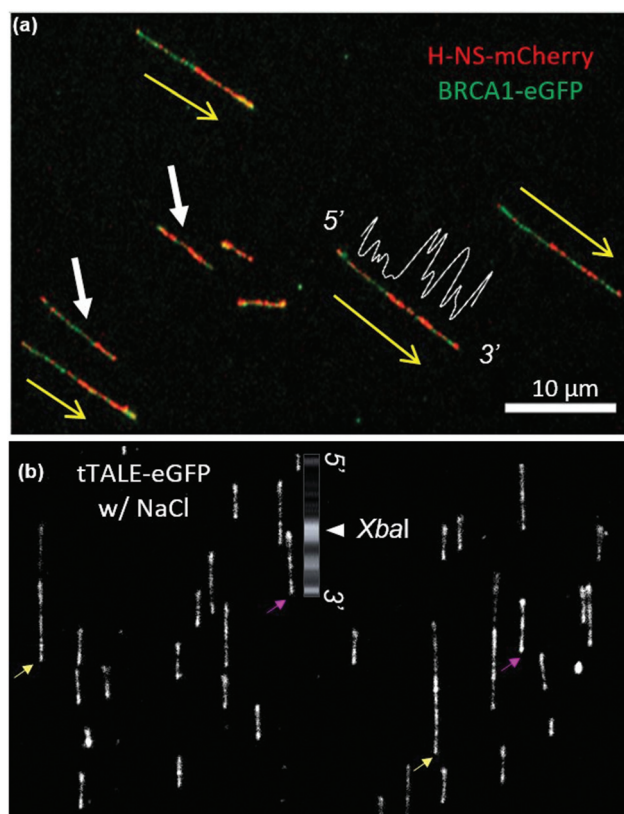 (a)
H-NS-mCherry
BRCA1-eGFP
5’
3’
10 µm
(b)
tTALE-eGFP
w/ NaCl
5’
XbaI
3’